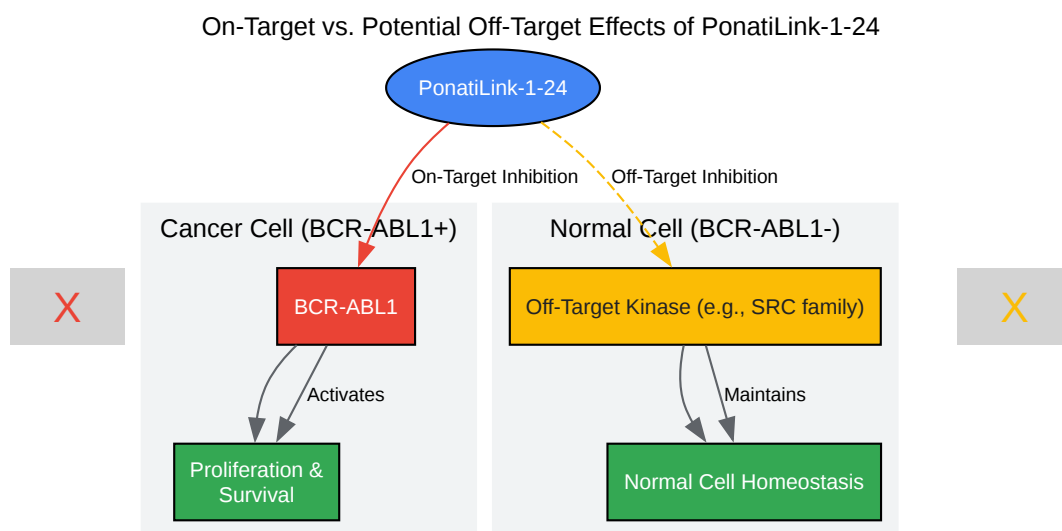 On-Target vs. Potential Off-Target Effects of PonatiLink-1-24
PonatiLink-1-24
On-Target Inhibition
Off-Target Inhibition
Cancer Cell (BCR-ABL1+)
Normal Cell (BCR-ABL1-)
X
BCR-ABL1
Off-Target Kinase (e.g., SRC family)
X
Activates
Maintains
Proliferation &
Survival
Normal Cell Homeostasis